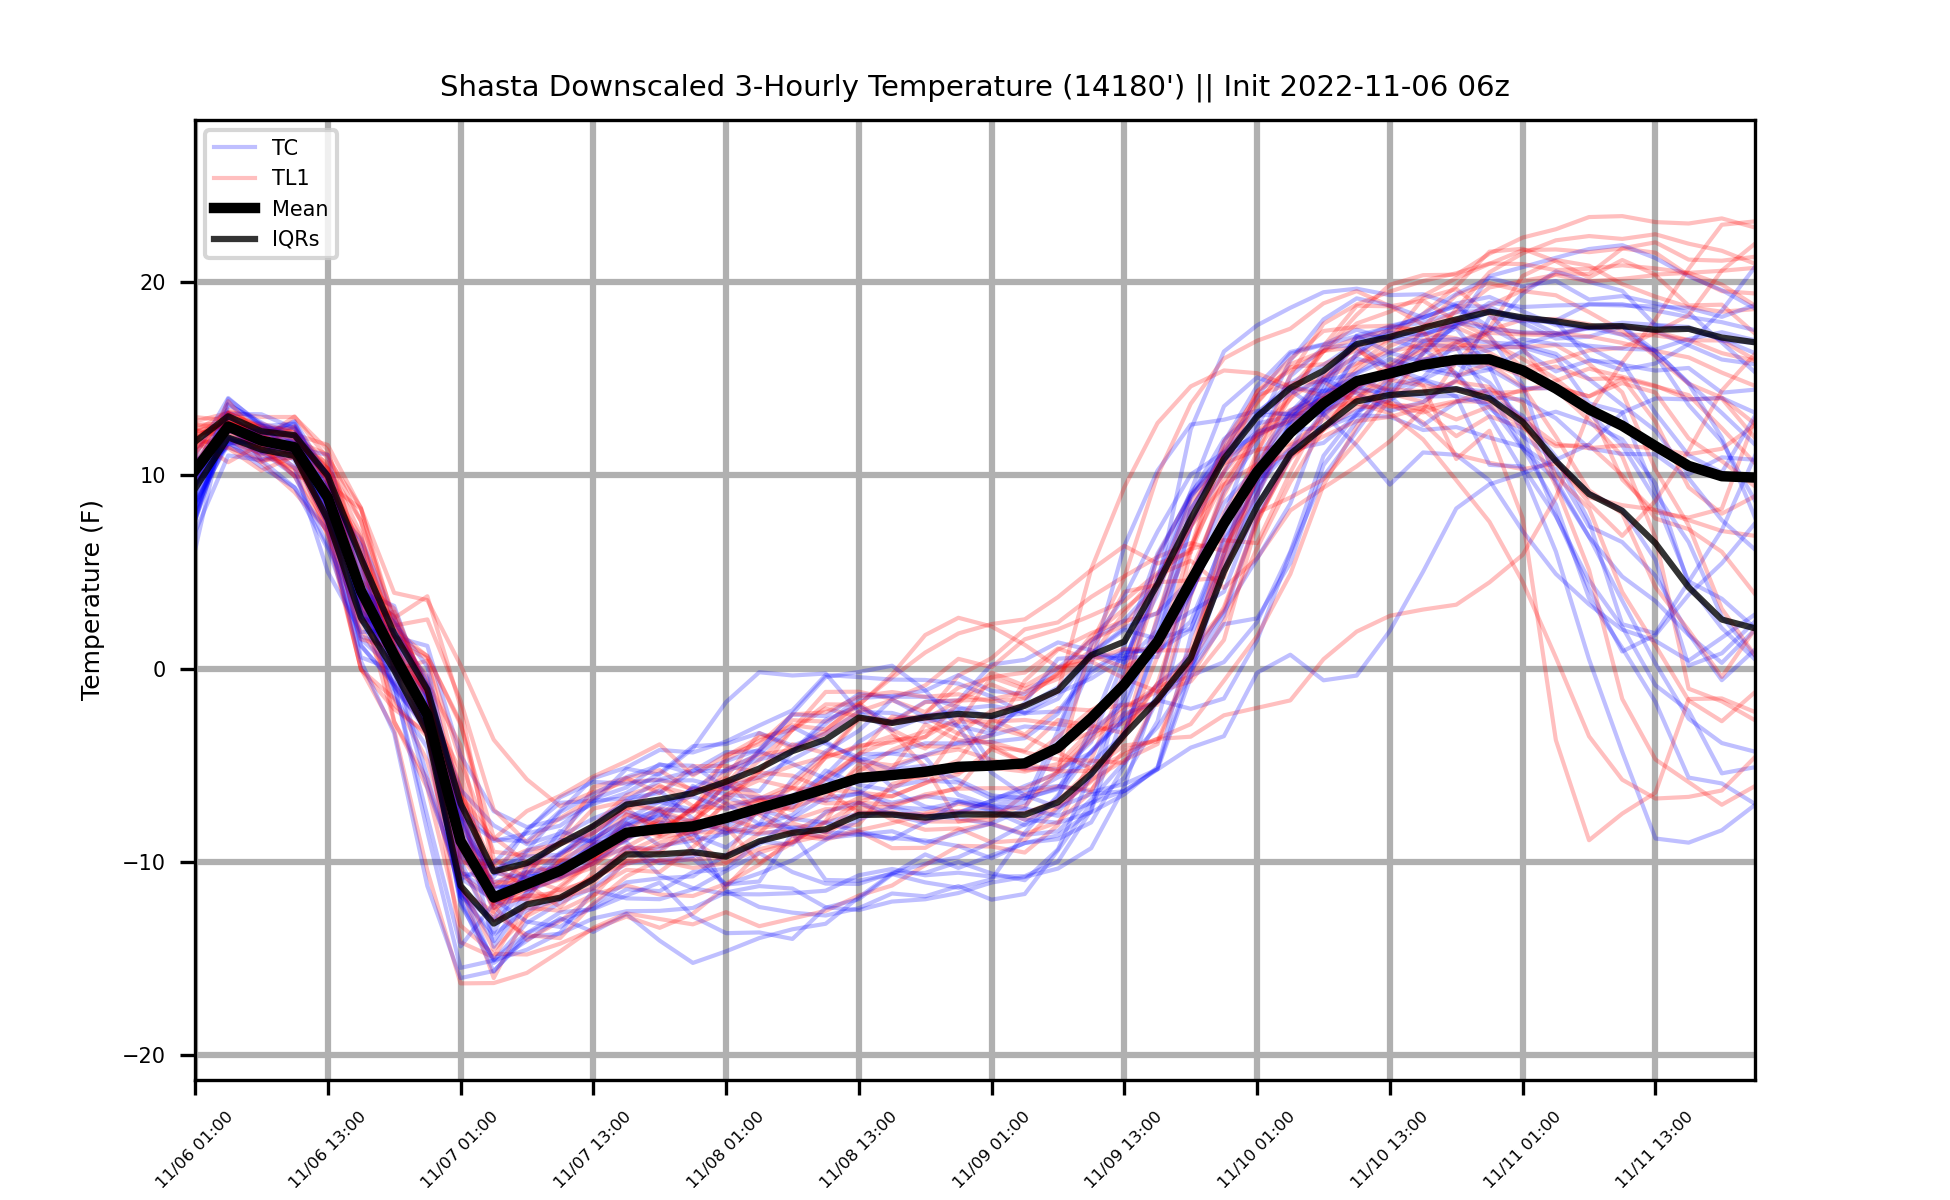 Shasta Downscaled 3-Hourly Temperature (14180') || Init 2022-11-06 06z
TC
TL1
Mean
IQRs
Temperature (F)
20
10
0
−10
−20
11/06 01:00
11/06 13:00
11/07 01:00
11/07 13:00
11/08 01:00
11/08 13:00
11/09 01:00
11/09 13:00
11/10 01:00
11/10 13:00
11/11 01:00
11/11 13:00